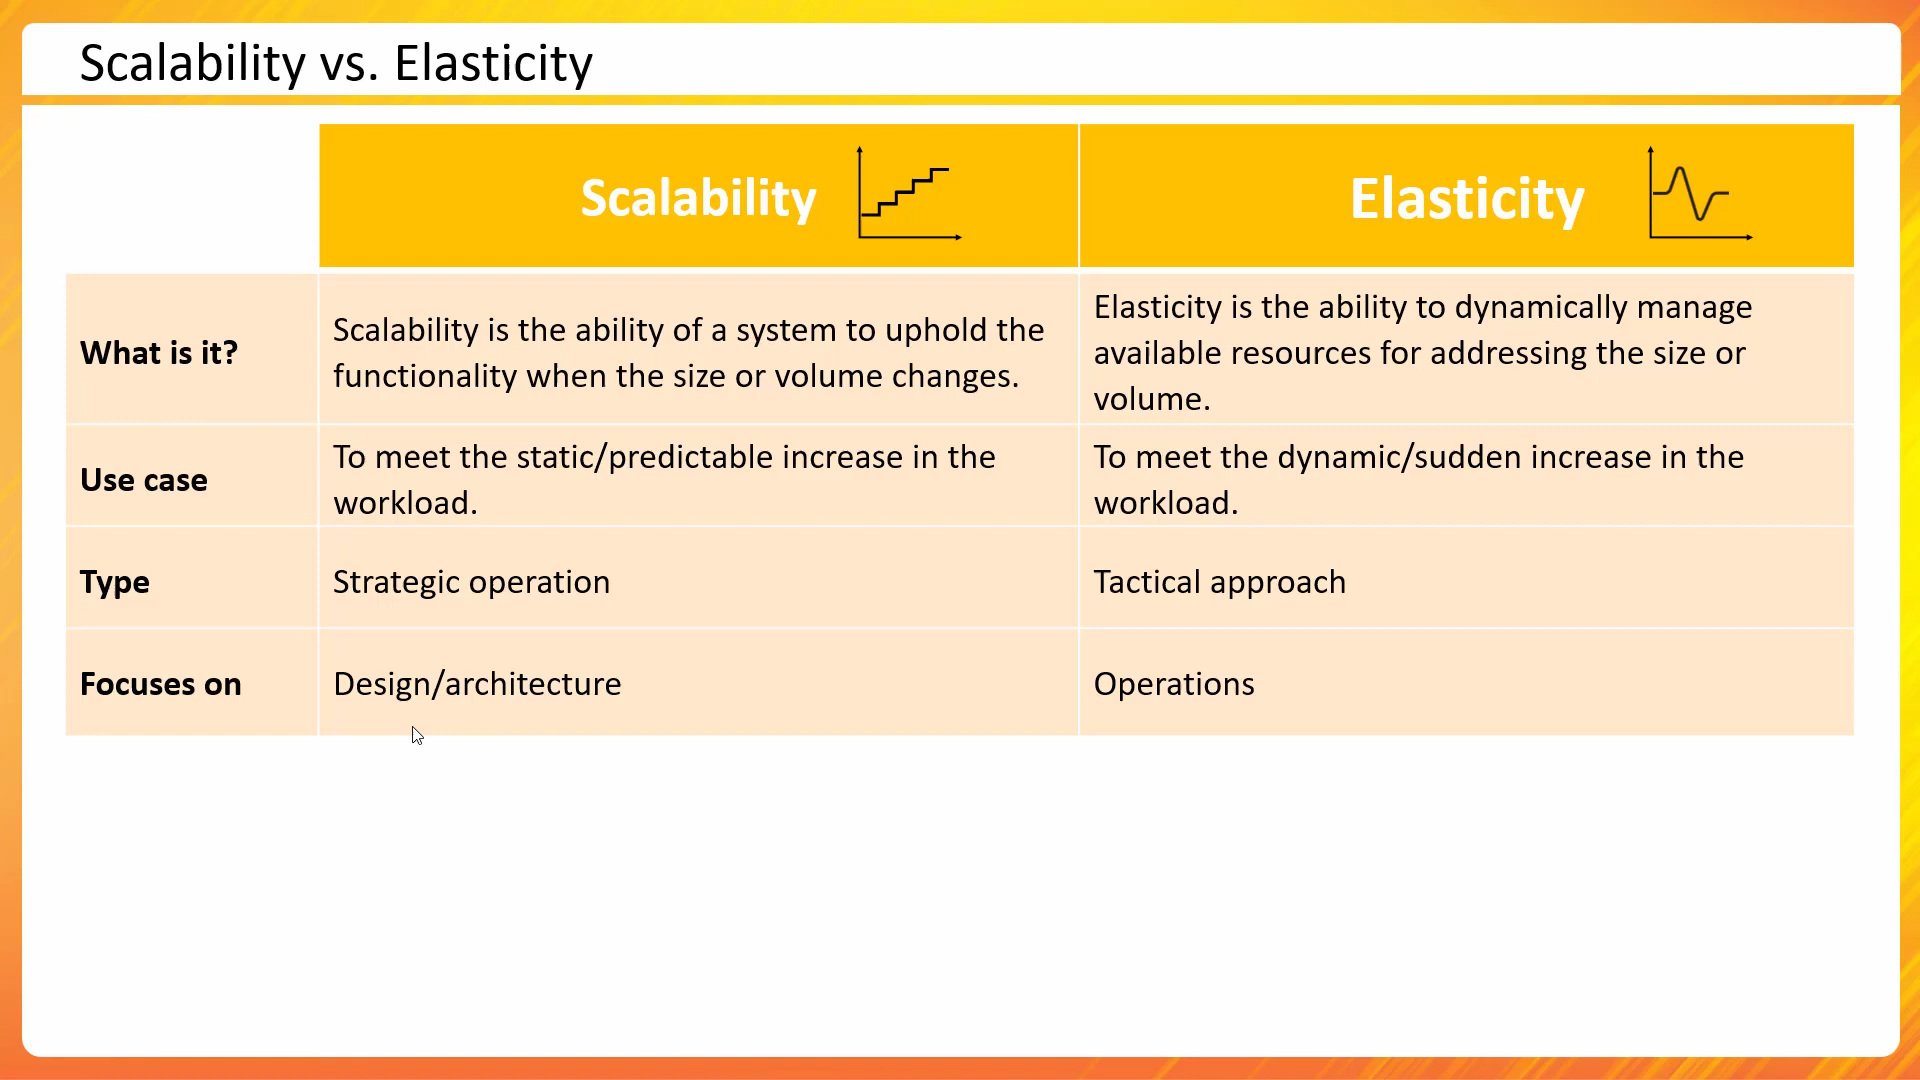 Scalability vs. Elasticity
Scalability
Elasticity
What is it?
Scalability is the ability of a system to uphold the
functionality when the size or volume changes.
Elasticity is the ability to dynamically manage
available resources for addressing the size or
volume.
Use case
To meet the static/predictable increase in the
workload.
To meet the dynamic/sudden increase in the
workload.
Type
Strategic operation
Tactical approach
Focuses on
Design/architecture
Operations